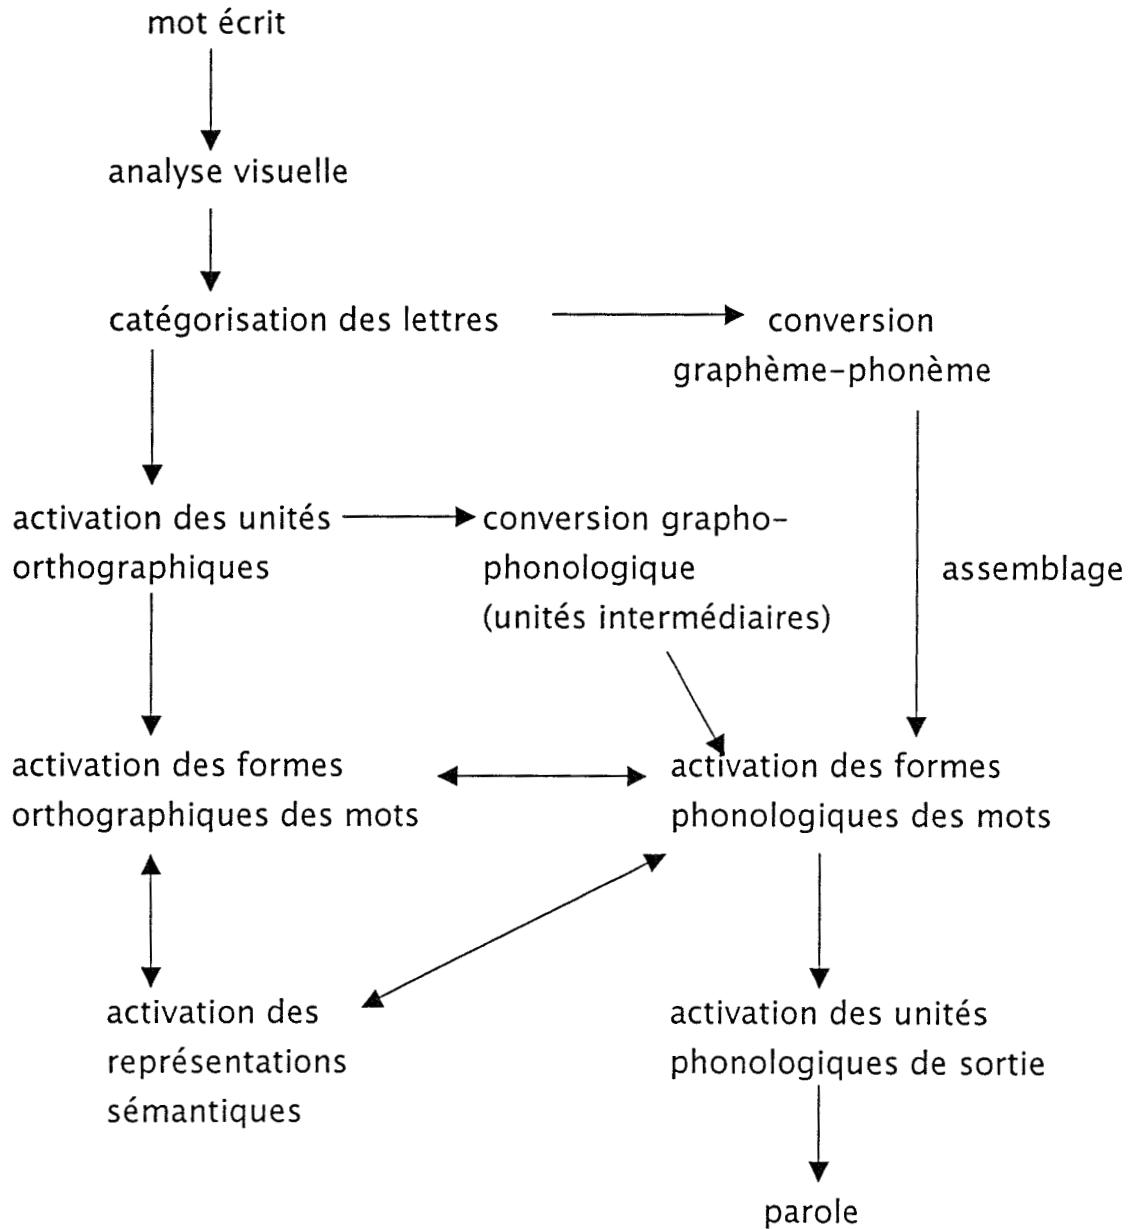 mot écrit
analyse visuelle
catégorisation des lettres
conversion
graphème-phonème
activation des unités
orthographiques
conversion grapho-
phonologique
(unités intermédiaires)
assemblage
activation des formes
orthographiques des mots
activation des formes
phonologiques des mots
activation des
représentations
sémantiques
activation des unités
phonologiques de sortie
parole